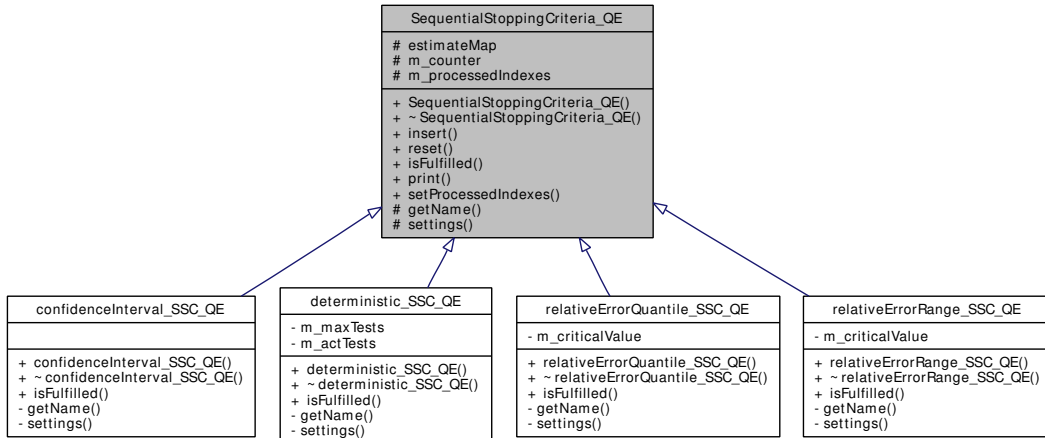 SequentialStoppingCriteria_QE
# estimateMap
# m_counter
# m_processedIndexes
+ SequentialStoppingCriteria_QE()
+ ~ SequentialStoppingCriteria_QE()
+ insert()
+ reset()
+ isFulfilled()
+ print()
+ setProcessedIndexes()
# getName()
# settings()
confidenceInterval_SSC_QE
+ confidenceInterval_SSC_QE()
+ ~ confidenceInterval_SSC_QE()
+ isFulfilled()
- getName()
- settings()
deterministic_SSC_QE
- m_maxTests
- m_actTests
+ deterministic_SSC_QE()
+ ~ deterministic_SSC_QE()
+ isFulfilled()
- getName()
- settings()
relativeErrorQuantile_SSC_QE
- m_criticalValue
+ relativeErrorQuantile_SSC_QE()
+ ~ relativeErrorQuantile_SSC_QE()
+ isFulfilled()
- getName()
- settings()
relativeErrorRange_SSC_QE
- m_criticalValue
+ relativeErrorRange_SSC_QE()
+ ~ relativeErrorRange_SSC_QE()
+ isFulfilled()
- getName()
- settings()